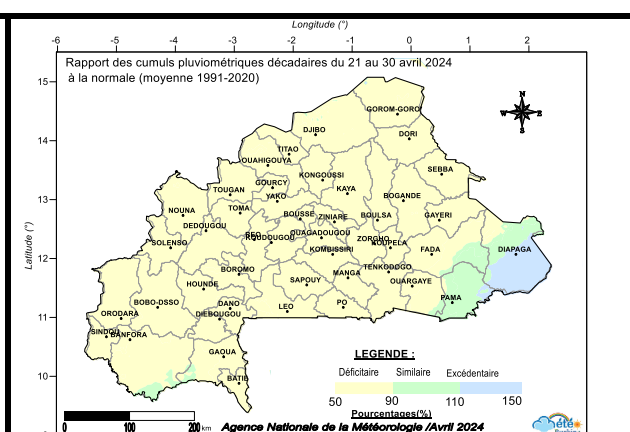 Longitude (°)
-6 -5 -4 -3 -2 -1 0 1 2
Rapport des cumuls pluviométriques décadaires du 21 au 30 avril 2024
à la normale (moyenne 1991-2020)
15
14
13
12
11
10
Latitude (°)
N
W E
S
GOROM-GORO
DJIBO
DORI
TITAO
OUAHIGOUYA
SEBBA
KONGOUSSI
GOURCY
TOUGAN
KAYA
YAKO
BOGANDE
NOUNA
TOMA
BOUSSE
ZINIARE
BOULSA
GAYERI
DEDOUGOU
REO
KOUDOUGOU
OUAGADOUGOU
ZORGHO
KOUPELA
SOLENSO
KOMBISSIRI
FADA
DIAPAGA
BOROMO
TENKODOGO
MANGA
HOUNDE
SAPOUY
OUARGAYE
BOBO-DSSO
DANO
LEO
PO
PAMA
ORODARA
DIEBOUGOU
SINDOU
BANFORA
GAOUA
BATIE
LEGENDE :
Déficitaire Similaire Excédentaire
50 90 110 150
Pourcentages(%)
0 100 200 km
Agence Nationale de la Météorologie /Avril 2024
météo